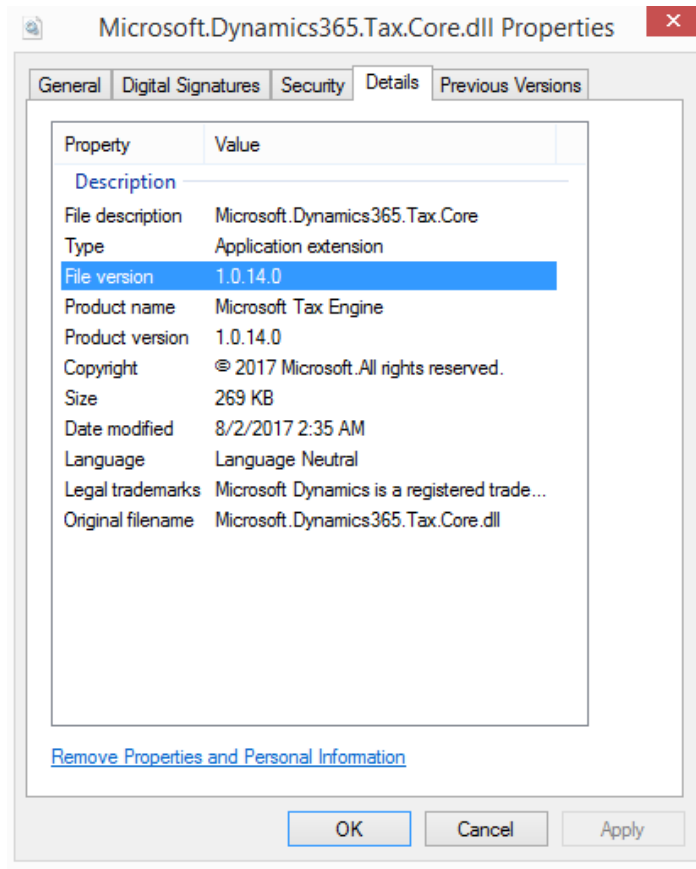 Microsoft.Dynamics365.Tax.Core.dll Properties
General Digital Signatures Security Details Previous Versions
Property Value
Description
File description Microsoft.Dynamics365.Tax.Core
Type Application extension
File version 1.0.14.0
Product name Microsoft Tax Engine
Product version 1.0.14.0
Copyright © 2017 Microsoft.All rights reserved.
Size 269 KB
Date modified 8/2/2017 2:35 AM
Language Language Neutral
Legal trademarks Microsoft Dynamics is a registered trade...
Original filename Microsoft.Dynamics365.Tax.Core.dll
Remove Properties and Personal Information
OK Cancel Apply